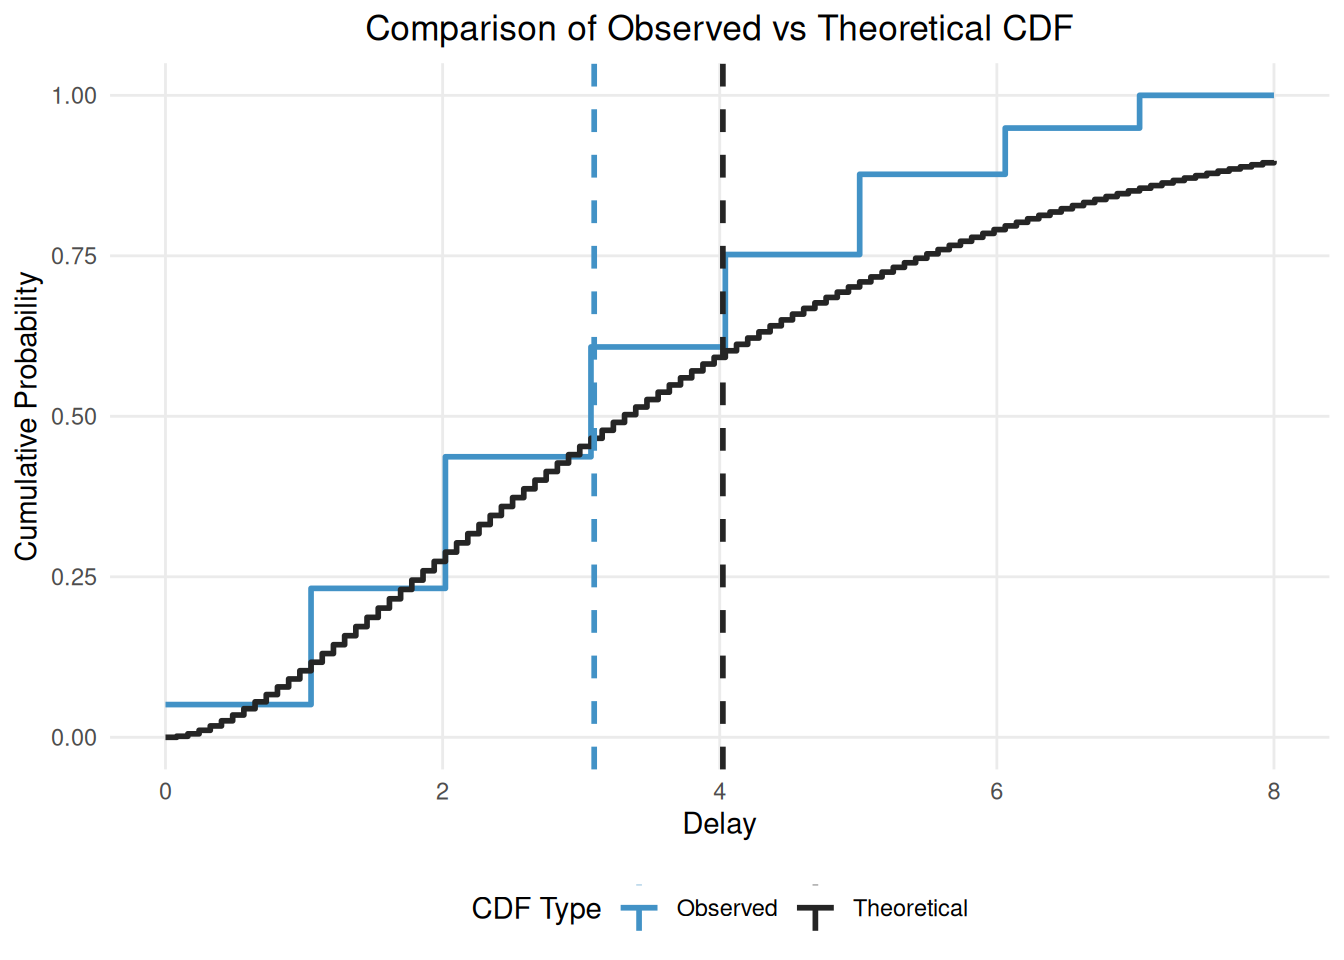 Comparison of Observed vs Theoretical CDF
1.00
0.75
0.50
0.25
0.00
Cumulative Probability
0 2 4 6 8
Delay
CDF Type Observed Theoretical